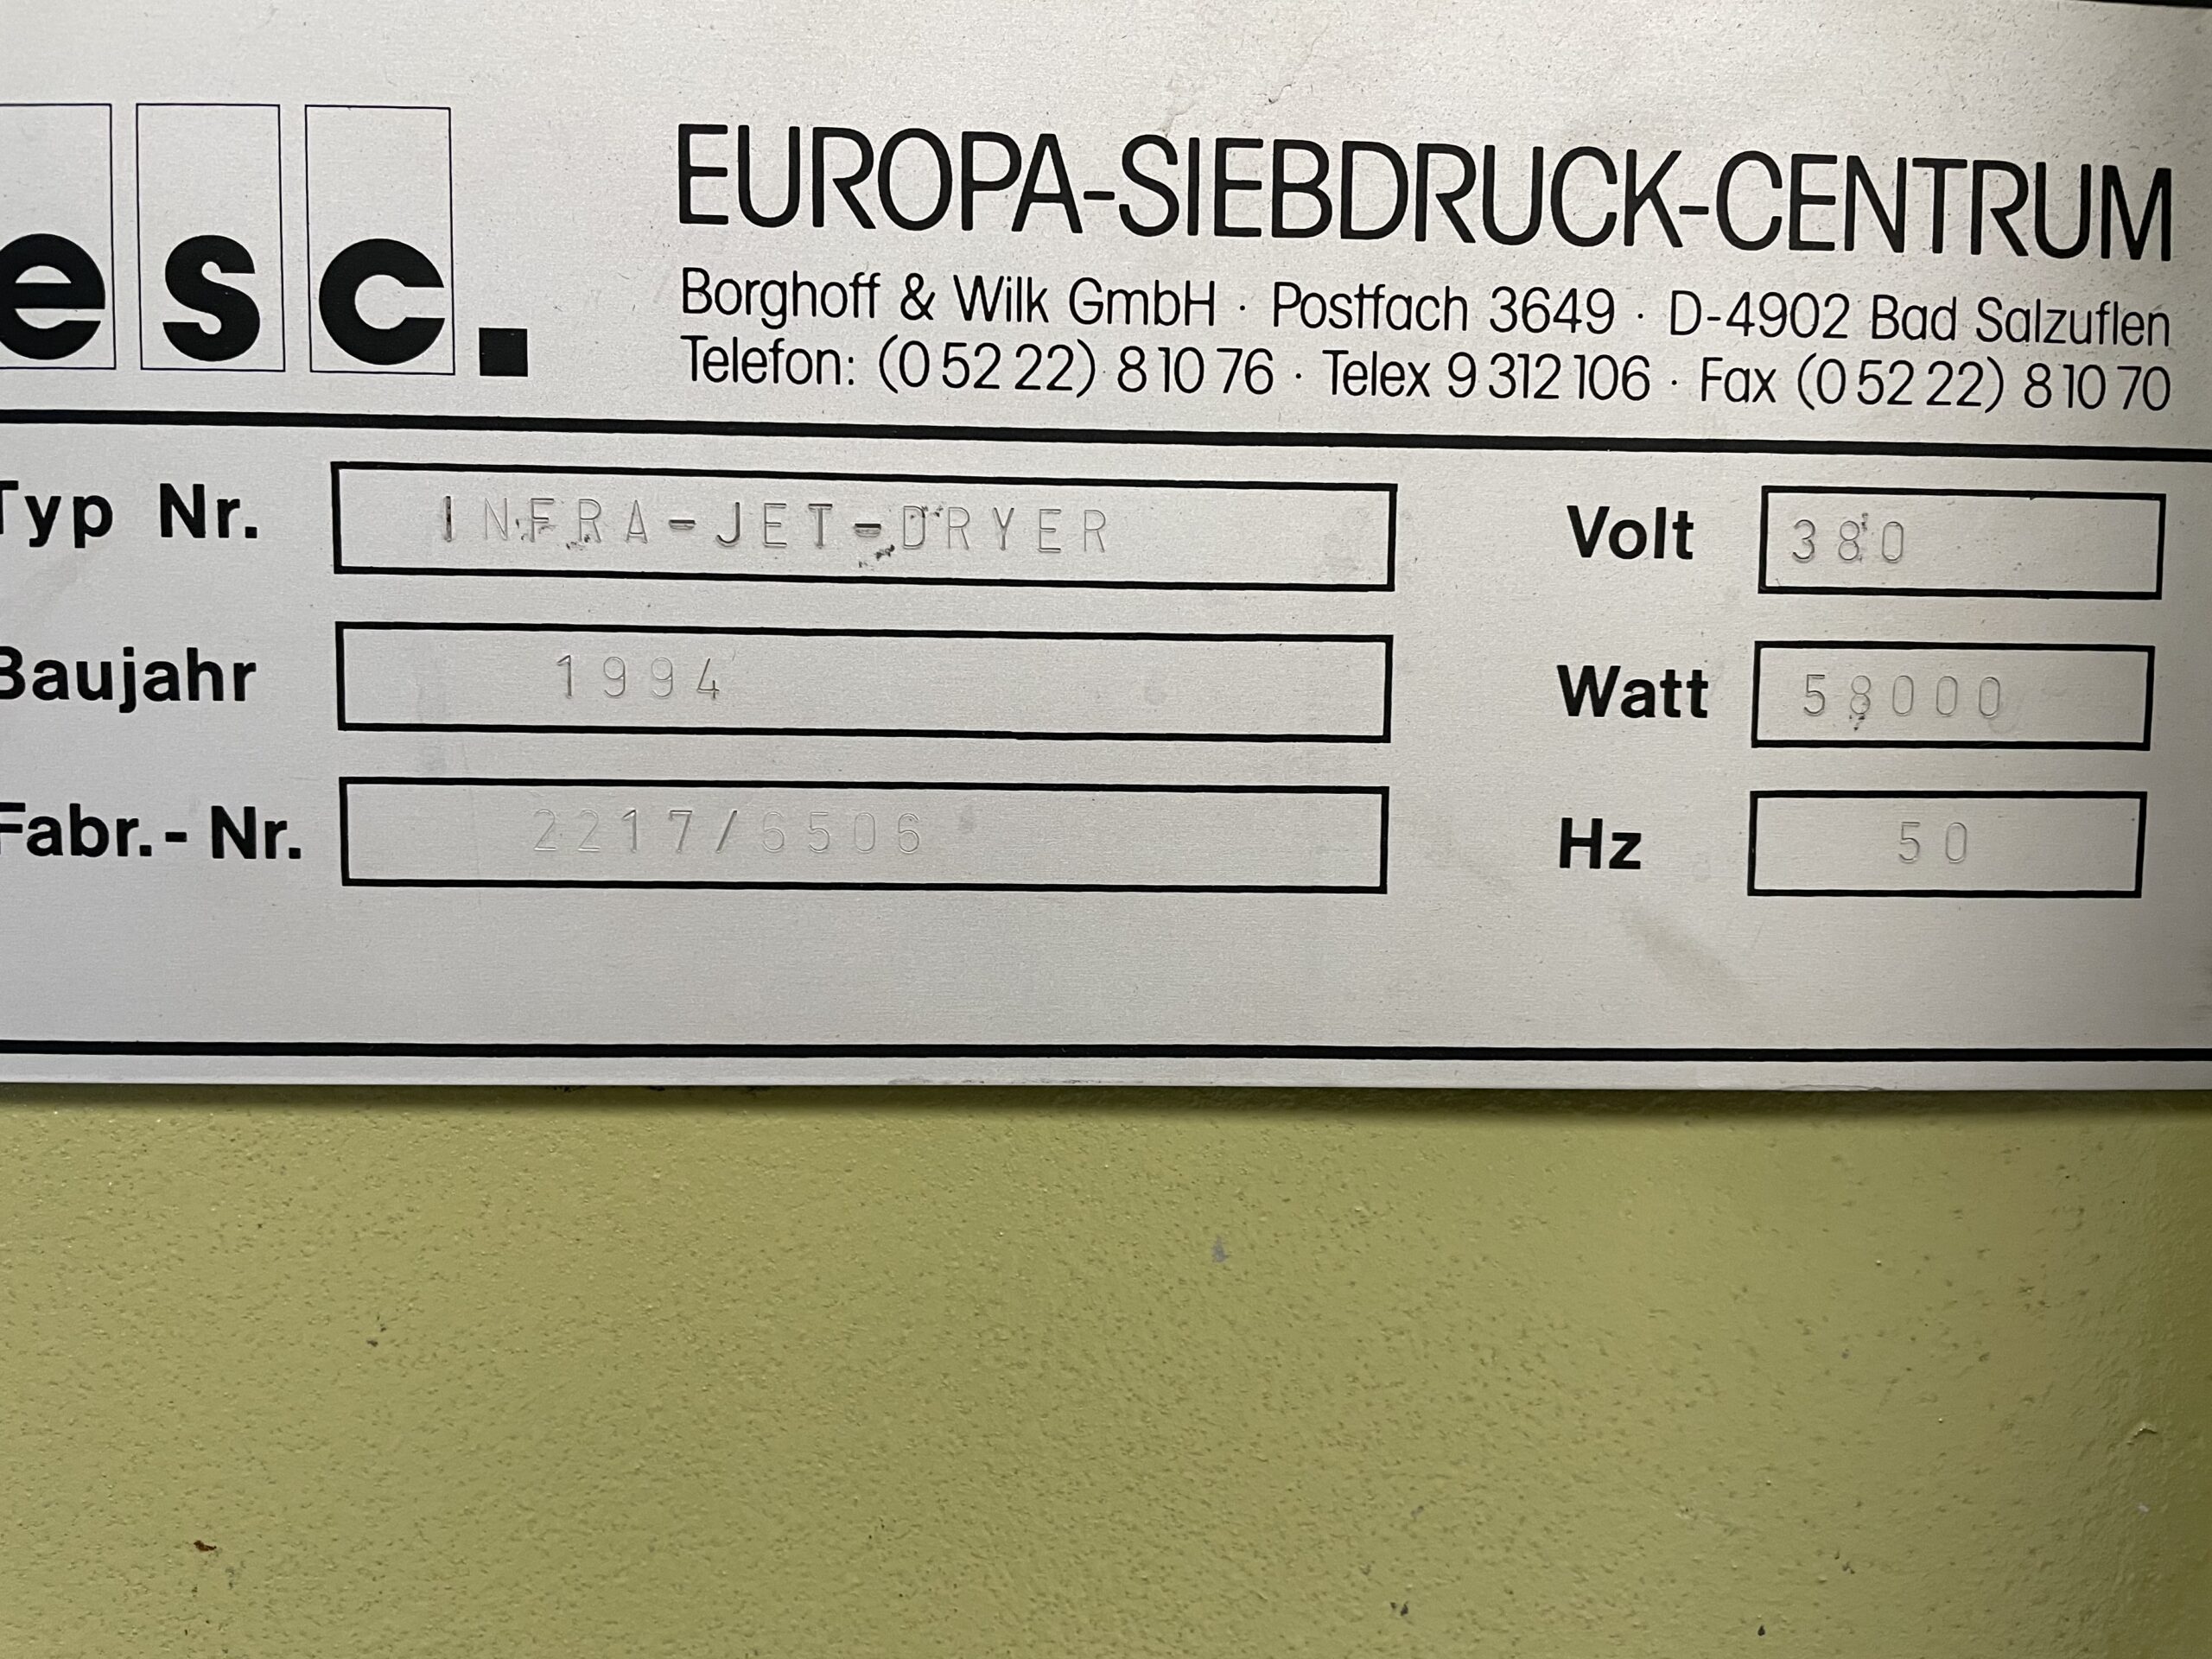 esc.
EUROPA-SIEBDRUCK-CENTRUM
Borghoff & Wilk GmbH · Postfach 3649 · D-4902 Bad Salzuflen
Telefon: (0 52 22) 8 10 76 · Telex 9 312 106 · Fax (0 52 22) 8 10 70
Typ Nr. INFRA-JET-DRYER Volt 380
Baujahr 1994 Watt 58000
Fabr.-Nr. 2217/6506 Hz 50